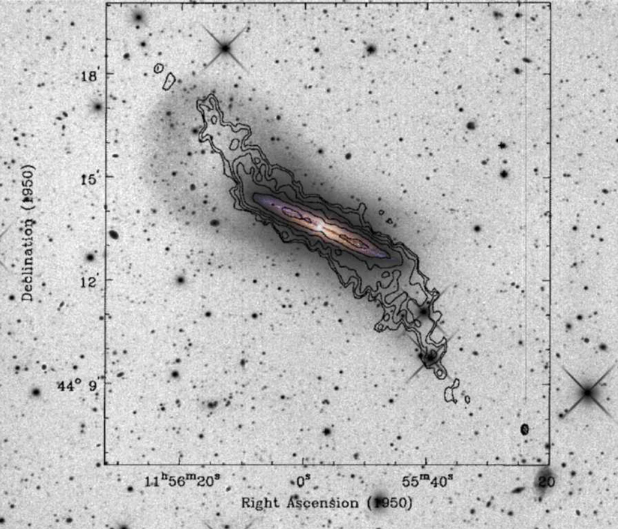 Declination (1950)
18'
15'
12'
44° 9'
11ʰ56ᵐ20ˢ 0ˢ 55ᵐ40ˢ 20
Right Ascension (1950)